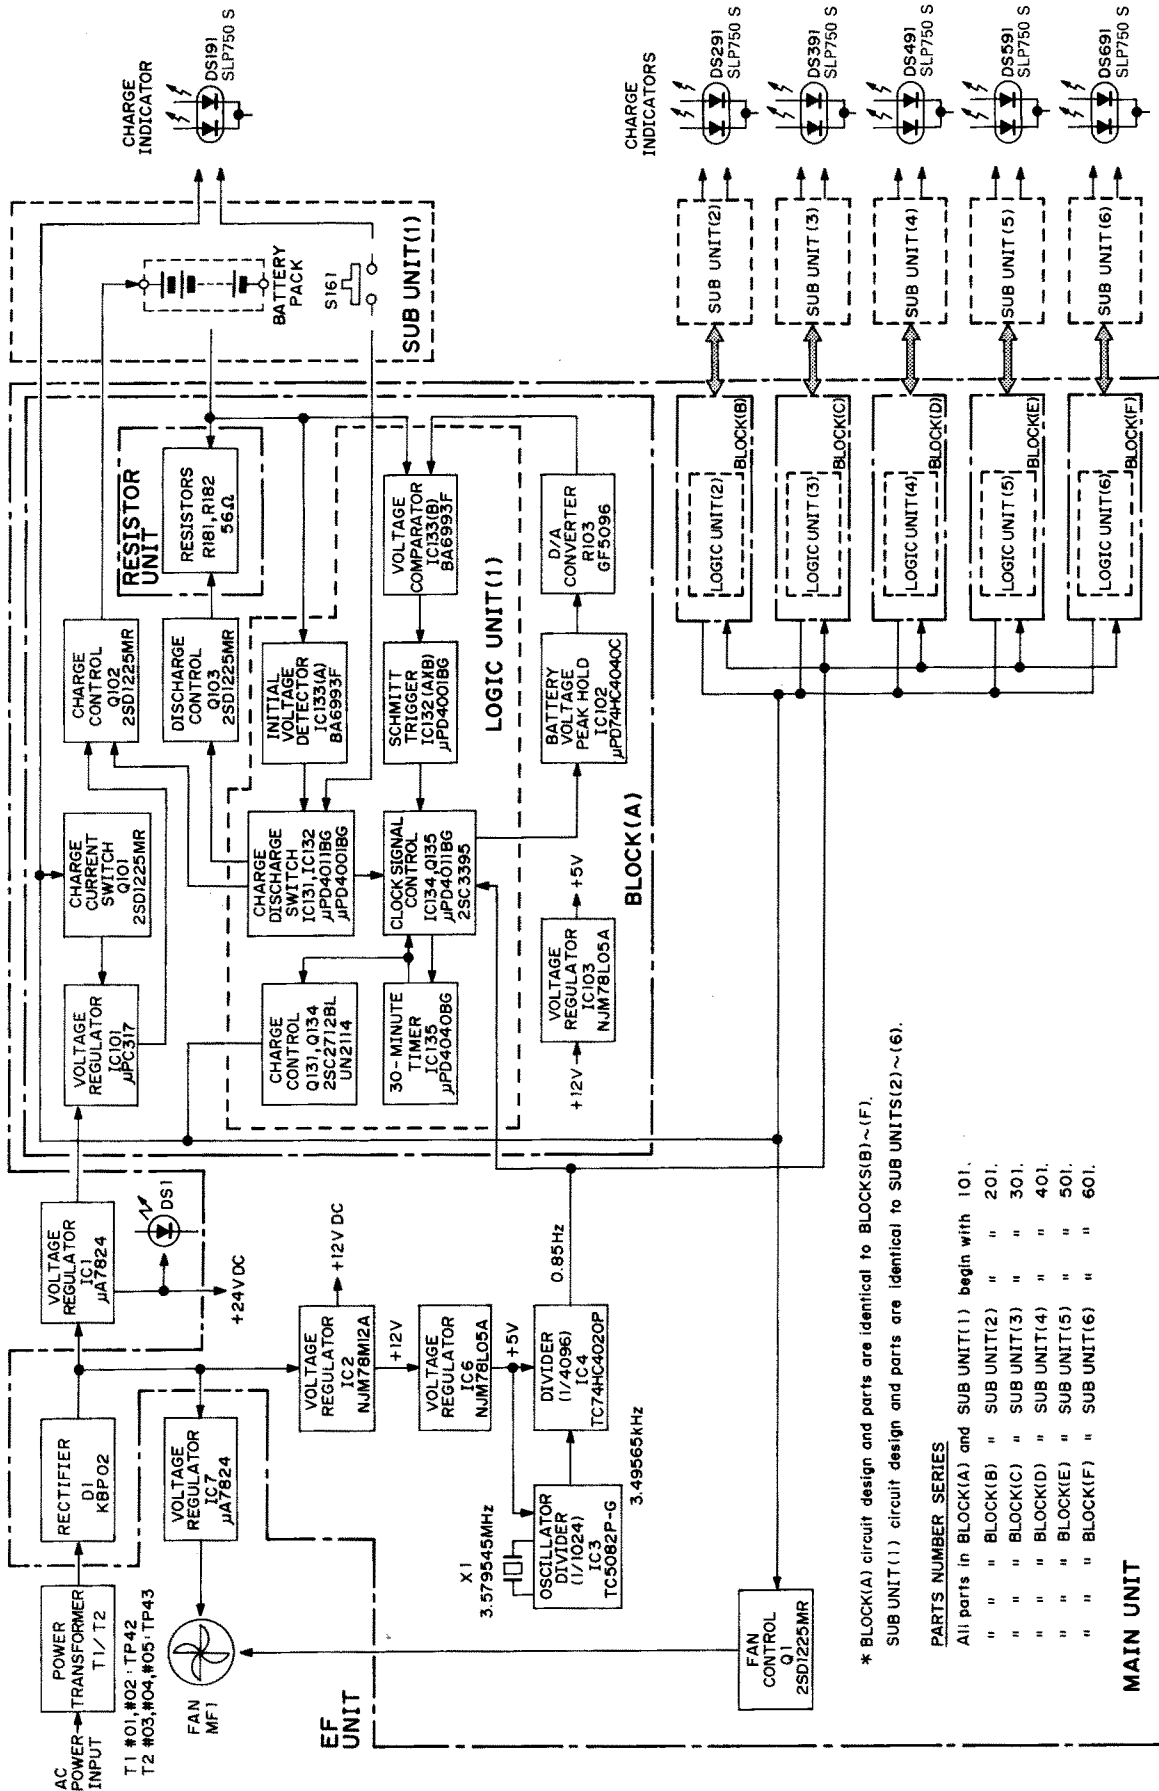 AC
POWER
INPUT
POWER
TRANSFORMER
T1/T2
T1 #01,#02 : TP42
T2 #03,#04,#05 : TP43
RECTIFIER
D1
KBP02
VOLTAGE
REGULATOR
IC1
µA7824
DS1
+24V DC
FAN
MF1
VOLTAGE
REGULATOR
IC7
µA7824
EF
UNIT
VOLTAGE
REGULATOR
IC2
NJM78M12A
+12V DC
+12V
VOLTAGE
REGULATOR
IC6
NJM78L05A
+5V
X1
3.579545MHz
OSCILLATOR
DIVIDER
(1/1024)
IC3
TC5082P-G
3.49565kHz
DIVIDER
(1/4096)
IC4
TC74HC4020P
0.85Hz
FAN
CONTROL
Q1
2SD1225MR
VOLTAGE
REGULATOR
IC101
µPC317
CHARGE
CURRENT
SWITCH
Q101
2SD1225MR
CHARGE
CONTROL
Q102
2SD1225MR
DISCHARGE
CONTROL
Q103
2SD1225MR
RESISTOR
UNIT
RESISTORS
R181,R182
56Ω
CHARGE
CONTROL
Q131,Q134
2SC2712BL
UN2114
CHARGE
DISCHARGE
SWITCH
IC131,IC132
µPD4011BG
µPD4001BG
INITIAL
VOLTAGE
DETECTOR
IC133(A)
BA6993F
30-MINUTE
TIMER
IC135
µPD4040BG
CLOCK SIGNAL
CONTROL
IC134,Q135
µPD4011BG
2SC3395
SCHMITT
TRIGGER
IC132(AXB)
µPD4001BG
VOLTAGE
COMPARATOR
IC133(B)
BA6993F
LOGIC UNIT(1)
+12V
VOLTAGE
REGULATOR
IC103
NJM78L05A
+5V
BATTERY
VOLTAGE
PEAK HOLD
IC102
µPD74HC4040C
D/A
CONVERTER
R103
GF5096
BLOCK(A)
BATTERY
PACK
S161
SUB UNIT(1)
CHARGE
INDICATOR
DS191
SLP750 S
CHARGE
INDICATORS
LOGIC UNIT(2)
BLOCK(B)
SUB UNIT(2)
DS291
SLP750 S
LOGIC UNIT(3)
BLOCK(C)
SUB UNIT(3)
DS391
SLP750 S
LOGIC UNIT(4)
BLOCK(D)
SUB UNIT(4)
DS491
SLP750 S
LOGIC UNIT(5)
BLOCK(E)
SUB UNIT(5)
DS591
SLP750 S
LOGIC UNIT(6)
BLOCK(F)
SUB UNIT(6)
DS691
SLP750 S
* BLOCK(A) circuit design and parts are identical to BLOCKS(B)~(F).
SUB UNIT(1) circuit design and parts are identical to SUB UNITS(2)~(6).
PARTS NUMBER SERIES
All parts in BLOCK(A) and SUB UNIT(1) begin with 101.
" " BLOCK(B) " SUB UNIT(2) " " 201.
" " BLOCK(C) " SUB UNIT(3) " " 301.
" " BLOCK(D) " SUB UNIT(4) " " 401.
" " BLOCK(E) " SUB UNIT(5) " " 501.
" " BLOCK(F) " SUB UNIT(6) " " 601.
MAIN UNIT